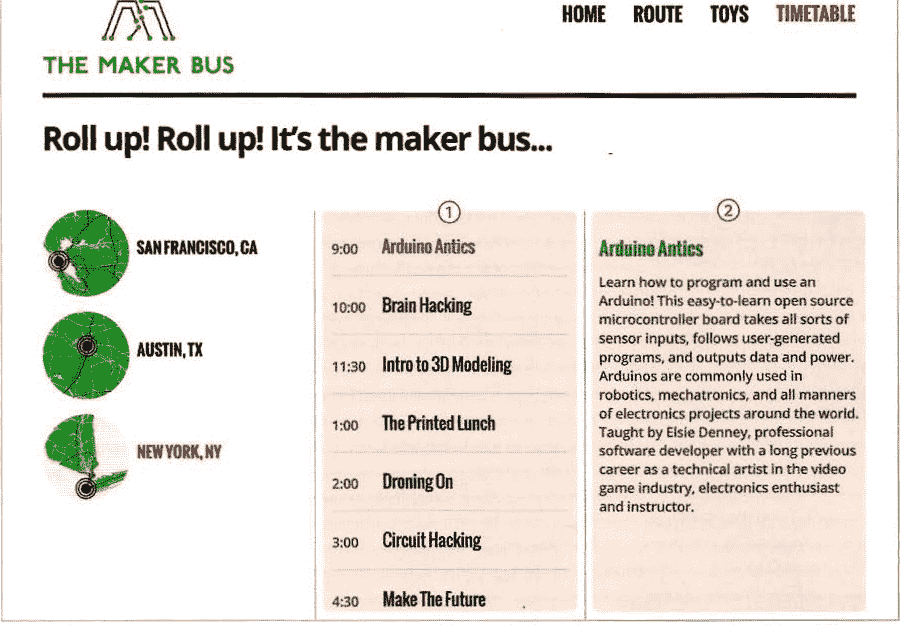 HOME ROUTE TOYS TIMETABLE
THE MAKER BUS
Roll up! Roll up! It's the maker bus...
SAN FRANCISCO, CA
AUSTIN, TX
NEW YORK, NY
1
9:00 Arduino Antics
10:00 Brain Hacking
11:30 Intro to 3D Modeling
1:00 The Printed Lunch
2:00 Droning On
3:00 Circuit Hacking
4:30 Make The Future
2
Arduino Antics
Learn how to program and use an
Arduino! This easy-to-learn open source
microcontroller board takes all sorts of
sensor inputs, follows user-generated
programs, and outputs data and power.
Arduinos are commonly used in
robotics, mechatronics, and all manners
of electronics projects around the world.
Taught by Elsie Denney, professional
software developer with a long previous
career as a technical artist in the video
game industry, electronics enthusiast
and instructor.